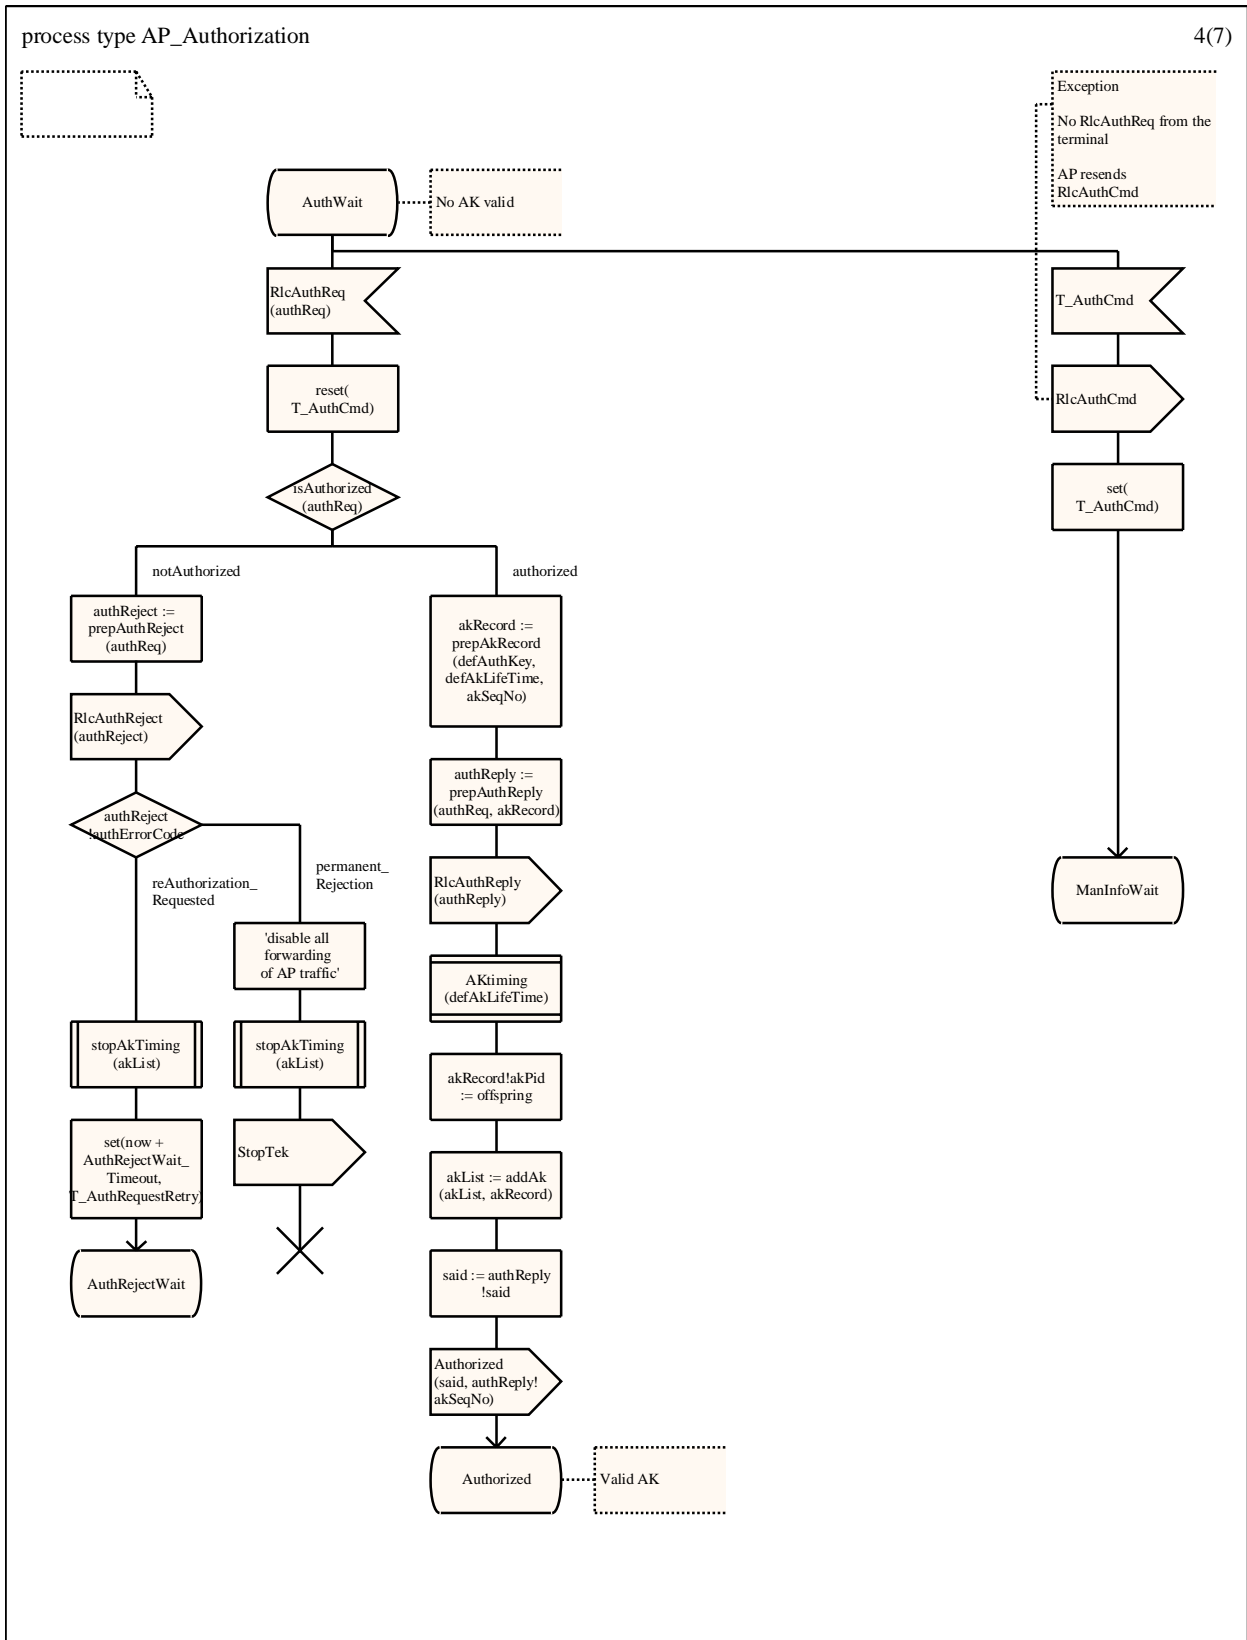 process type AP_Authorization
4(7)
Exception
No RlcAuthReq from the
terminal
AP resends
RlcAuthCmd
AuthWait
No AK valid
RlcAuthReq
(authReq)
T_AuthCmd
reset(
T_AuthCmd)
RlcAuthCmd
isAuthorized
(authReq)
set(
T_AuthCmd)
notAuthorized
authorized
authReject :=
prepAuthReject
(authReq)
akRecord :=
prepAkRecord
(defAuthKey,
defAkLifeTime,
akSeqNo)
RlcAuthReject
(authReject)
authReply :=
prepAuthReply
(authReq, akRecord)
authReject
!authErrorCode
permanent_
Rejection
reAuthorization_
Requested
RlcAuthReply
(authReply)
ManInfoWait
'disable all
forwarding
of AP traffic'
AKtiming
(defAkLifeTime)
stopAkTiming
(akList)
stopAkTiming
(akList)
akRecord!akPid
:= offspring
set(now +
AuthRejectWait_
Timeout,
T_AuthRequestRetry)
StopTek
akList := addAk
(akList, akRecord)
AuthRejectWait
said := authReply
!said
Authorized
(said, authReply!
akSeqNo)
Authorized
Valid AK